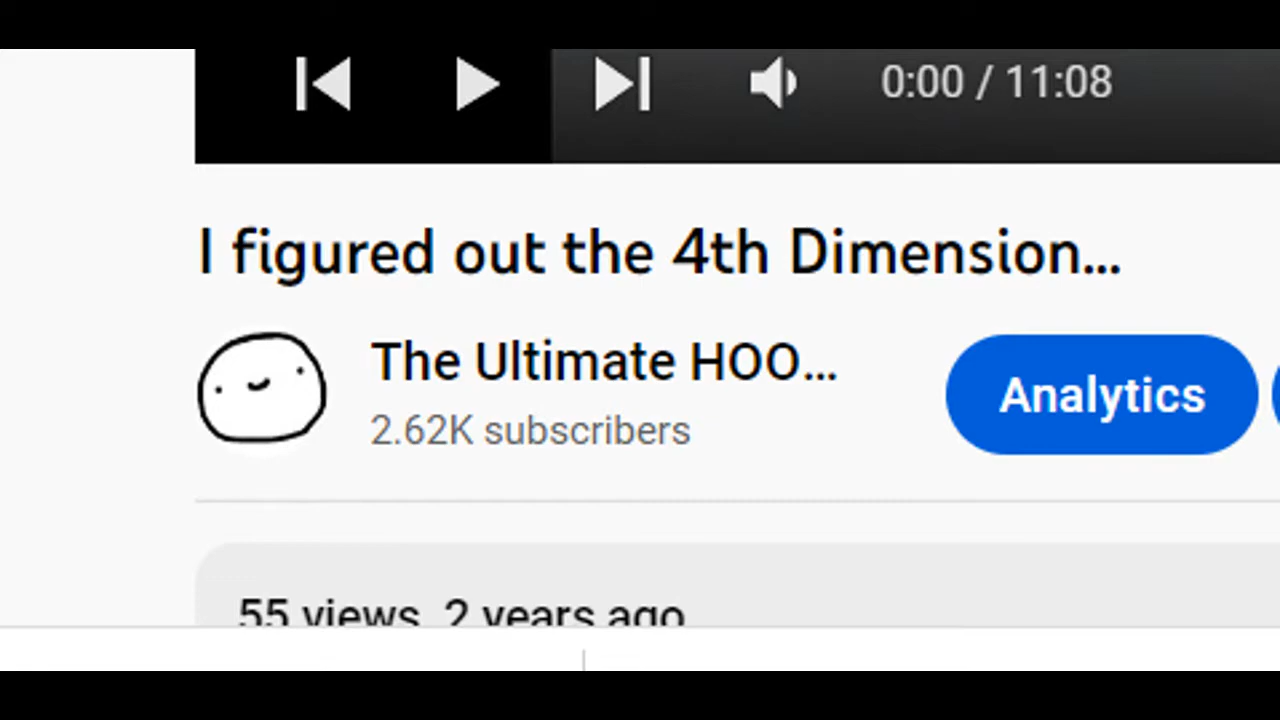 0:00 / 11:08
I figured out the 4th Dimension...
The Ultimate HOO...
Analytics
2.62K subscribers
55 views 2 years ago